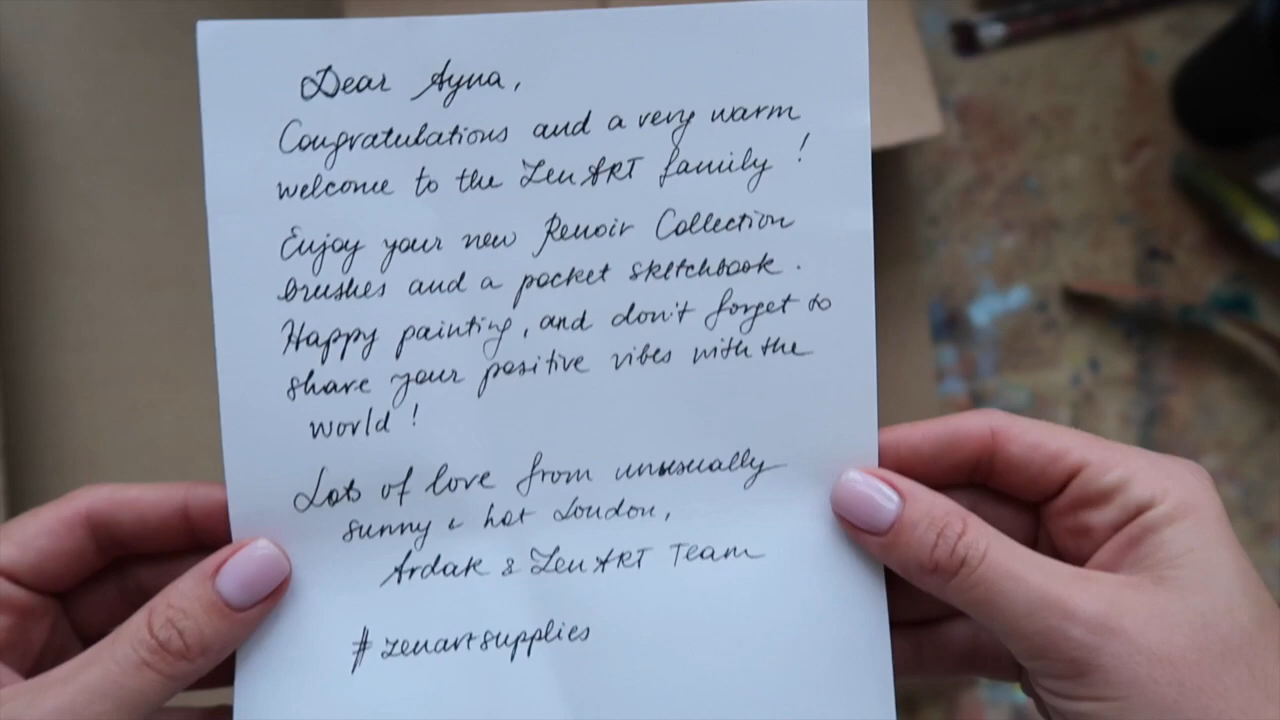 Dear Ayna,
Congratulations and a very warm
welcome to the ZenART family!
Enjoy your new Renoir Collection
brushes and a pocket sketchbook.
Happy painting, and don't forget to
share your positive vibes with the
world!
Lots of love from unusually
sunny & hot London,
Ardak & ZenART Team
#zenartsupplies